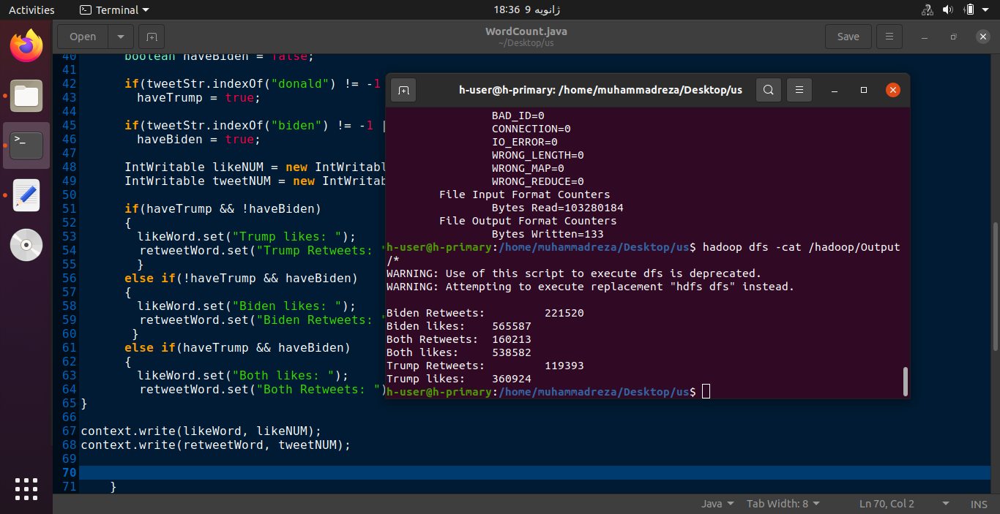 Activities
Terminal
18:36 ژانویه 9
Open
WordCount.java
~/Desktop/us
Save
40 boolean haveBiden = false;
41
42 if(tweetStr.indexOf("donald") != -1
43 haveTrump = true;
44
45 if(tweetStr.indexOf("biden") != -1 |
46 haveBiden = true;
47
48 IntWritable likeNUM = new IntWritabl
49 IntWritable tweetNUM = new IntWritab
50
51 if(haveTrump && !haveBiden)
52 {
53 likeWord.set("Trump likes: ");
54 retweetWord.set("Trump Retweets: "
55 }
56 else if(!haveTrump && haveBiden)
57 {
58 likeWord.set("Biden likes: ");
59 retweetWord.set("Biden Retweets: "
60 }
61 else if(haveTrump && haveBiden)
62 {
63 likeWord.set("Both likes: ");
64 retweetWord.set("Both Retweets: ")
65 }
66
67 context.write(likeWord, likeNUM);
68 context.write(retweetWord, tweetNUM);
69
70
71 }
h-user@h-primary: /home/muhammadreza/Desktop/us
BAD_ID=0
CONNECTION=0
IO_ERROR=0
WRONG_LENGTH=0
WRONG_MAP=0
WRONG_REDUCE=0
File Input Format Counters
Bytes Read=103280184
File Output Format Counters
Bytes Written=133
h-user@h-primary:/home/muhammadreza/Desktop/us$ hadoop dfs -cat /hadoop/Output
/*
WARNING: Use of this script to execute dfs is deprecated.
WARNING: Attempting to execute replacement "hdfs dfs" instead.
Biden Retweets: 221520
Biden likes: 565587
Both Retweets: 160213
Both likes: 538582
Trump Retweets: 119393
Trump likes: 360924
h-user@h-primary:/home/muhammadreza/Desktop/us$
Java
Tab Width: 8
Ln 70, Col 2
INS